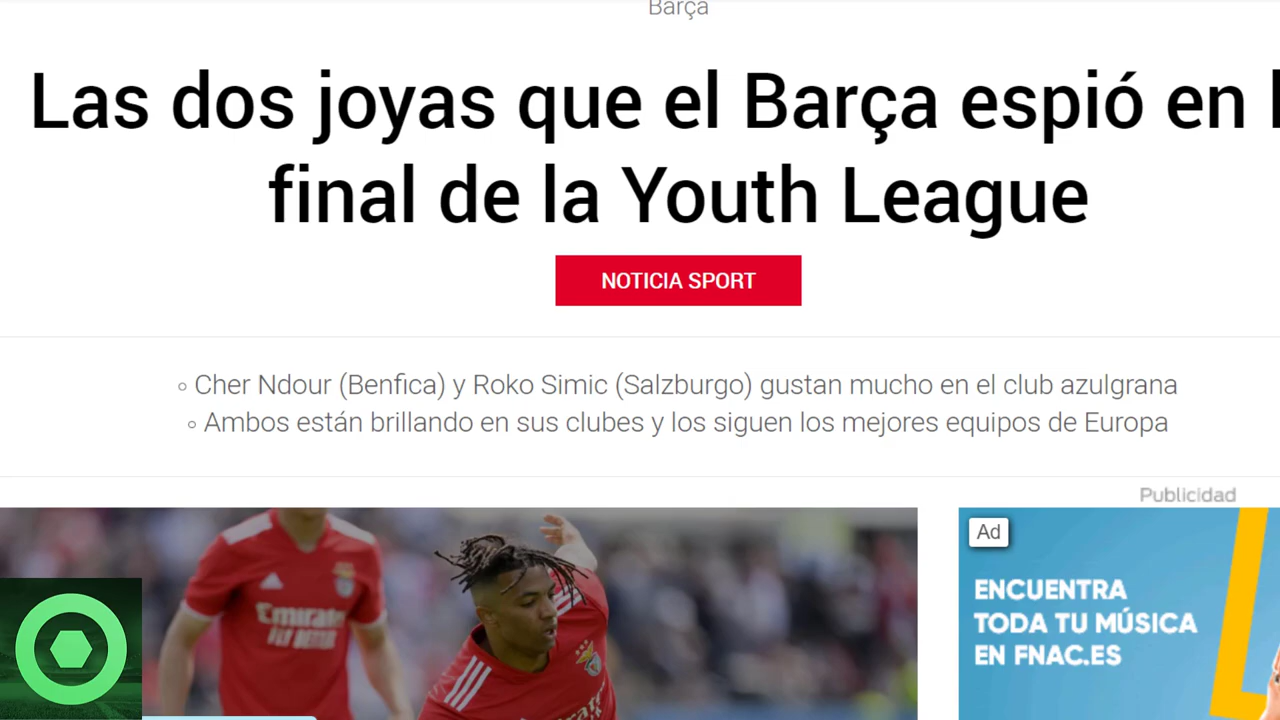 Barça
Las dos joyas que el Barça espió en
final de la Youth League
NOTICIA SPORT
Cher Ndour (Benfica) y Roko Simic (Salzburgo) gustan mucho en el club azulgrana
Ambos están brillando en sus clubes y los siguen los mejores equipos de Europa
Publicidad
Ad
ENCUENTRA
TODA TU MÚSICA
EN FNAC.ES
Emirates
FLY BETTER